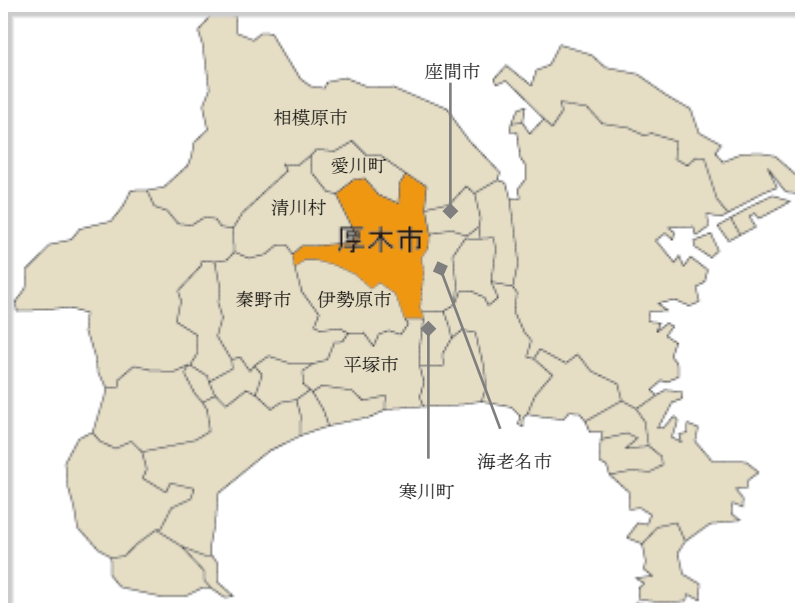 座間市
相模原市
愛川町
清川村
厚木市
秦野市
伊勢原市
平塚市
海老名市
寒川町